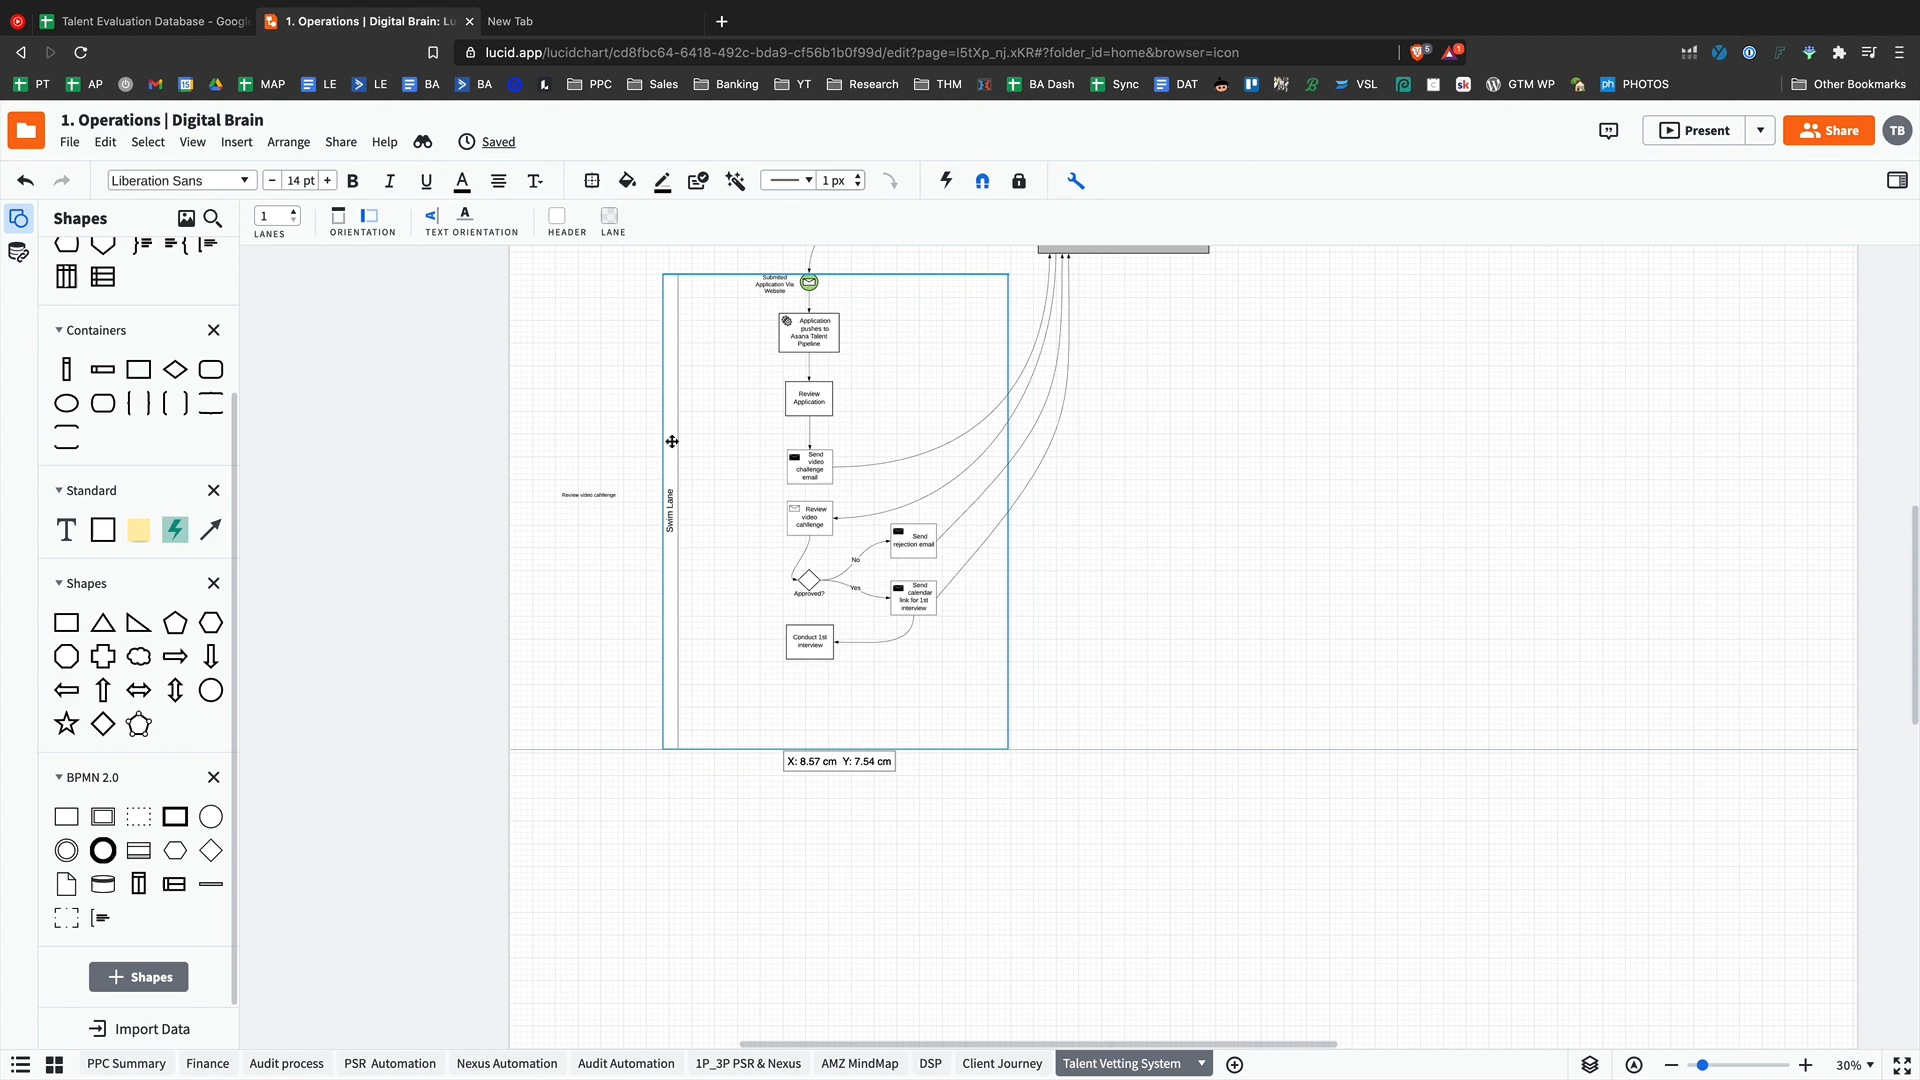 Talent Evaluation Database - Google
1. Operations | Digital Brain: Lu
New Tab
lucid.app/lucidchart/cd8fbc64-6418-492c-bda9-cf56b1b0f99d/edit?page=I5tXp_nj.xKR#?folder_id=home&browser=icon
5
1
PT
AP
MAP
LE
LE
BA
BA
PPC
Sales
Banking
YT
Research
THM
BA Dash
Sync
DAT
VSL
GTM WP
PHOTOS
Other Bookmarks
1. Operations | Digital Brain
File Edit Select View Insert Arrange Share Help
Saved
Present
Share
TB
Liberation Sans
14 pt
1 px
Shapes
1
LANES
ORIENTATION
TEXT ORIENTATION
HEADER
LANE
Containers
Standard
Shapes
BPMN 2.0
Shapes
Import Data
Submited
Application Via
Website
Application
pushes to
Asana Talent
Pipeline
Review
Application
Send
video
challenge
email
Review video cahllenge
Swim Lane
Review
video
cahllenge
Send
rejection email
No
Yes
Approved?
Send
calendar
link for 1st
interview
Conduct 1st
interview
X: 8.57 cm Y: 7.54 cm
PPC Summary
Finance
Audit process
PSR Automation
Nexus Automation
Audit Automation
1P_3P PSR & Nexus
AMZ MindMap
DSP
Client Journey
Talent Vetting System
30%